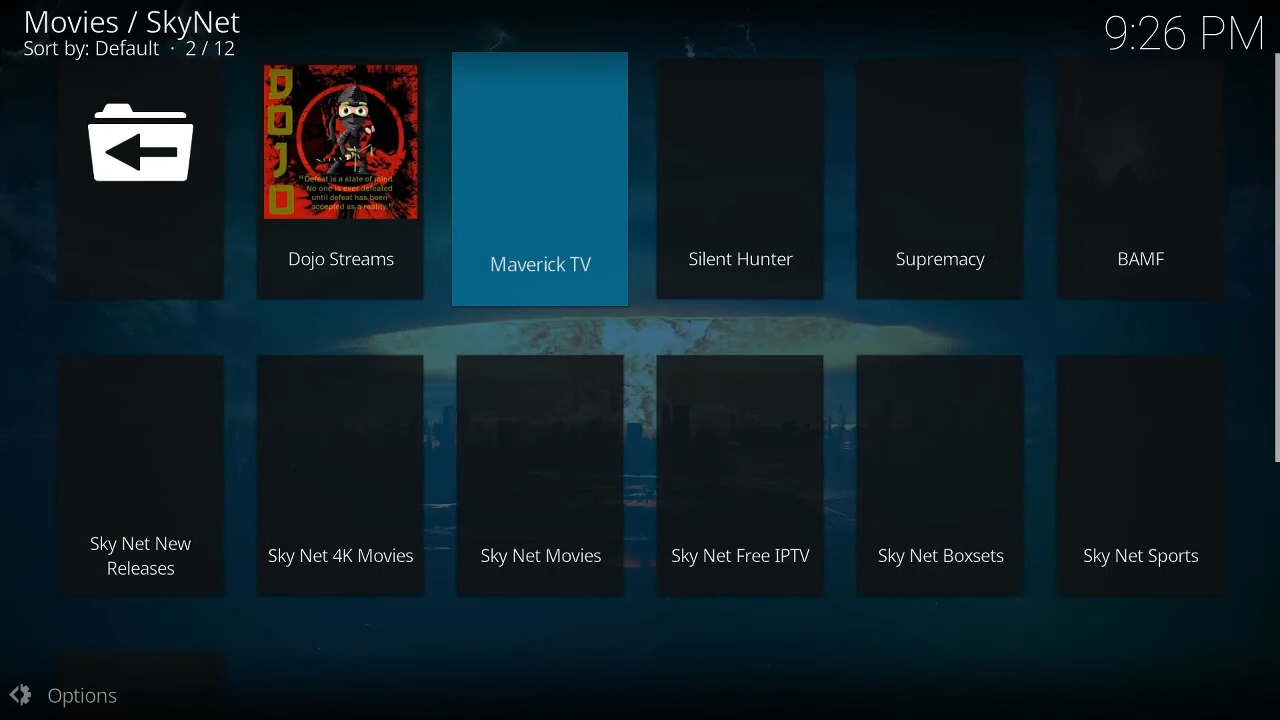 Movies / SkyNet
Sort by: Default · 2 / 12
9:26 PM
DOJO
"Defeat is a state of mind.
No one is ever defeated
until defeat has been
accepted as a reality."
Dojo Streams
Maverick TV
Silent Hunter
Supremacy
BAMF
Sky Net New
Releases
Sky Net 4K Movies
Sky Net Movies
Sky Net Free IPTV
Sky Net Boxsets
Sky Net Sports
Options